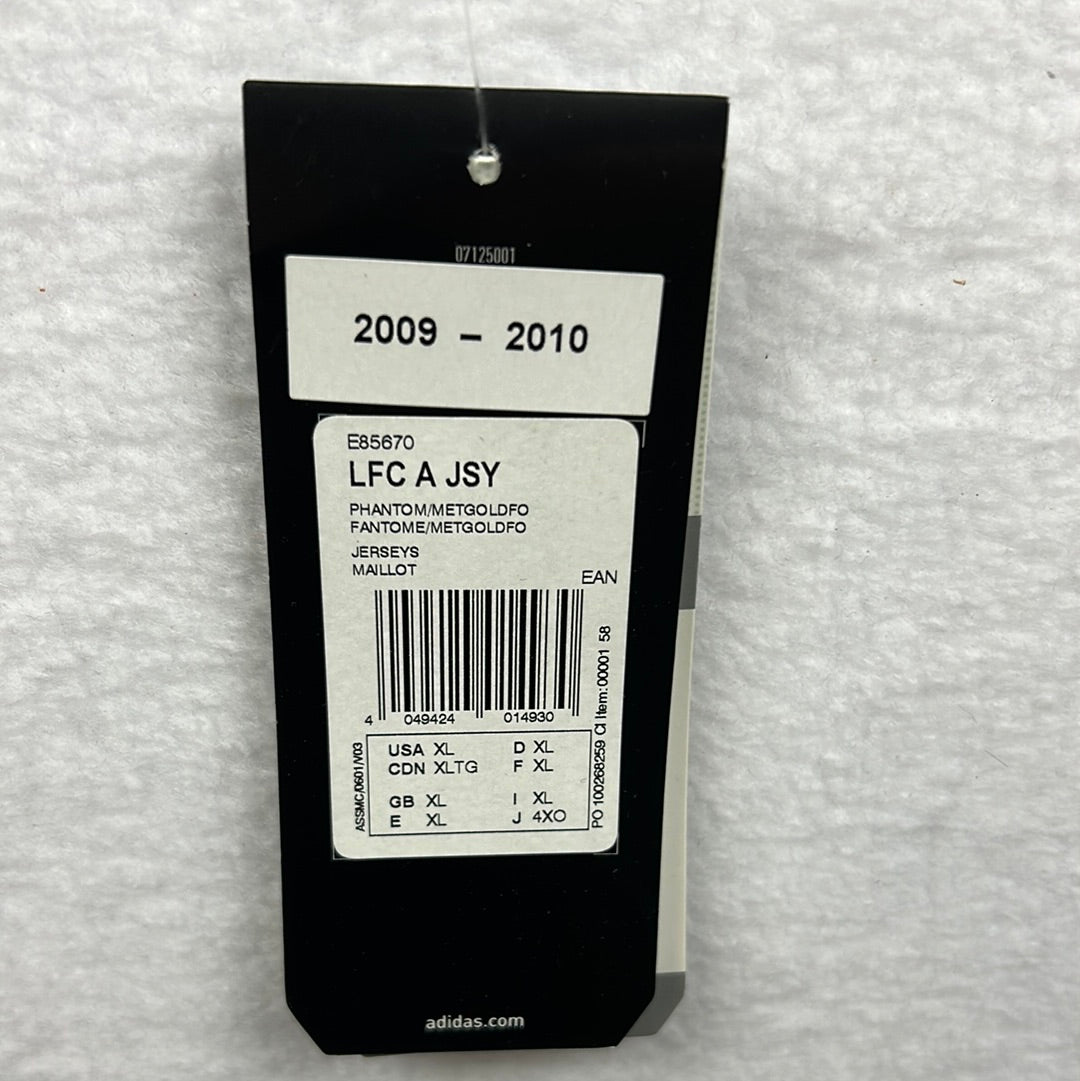 07125001
2009 – 2010
E85670
LFC A JSY
PHANTOM/METGOLDFO
FANTOME/METGOLDFO
JERSEYS
MAILLOT
EAN
4 049424 014930
USA XL D XL
CDN XLTG F XL
GB XL I XL
E XL J 4XO
ASSMC/0601/V03
PO 100268259 CI Item:00001 58
adidas.com